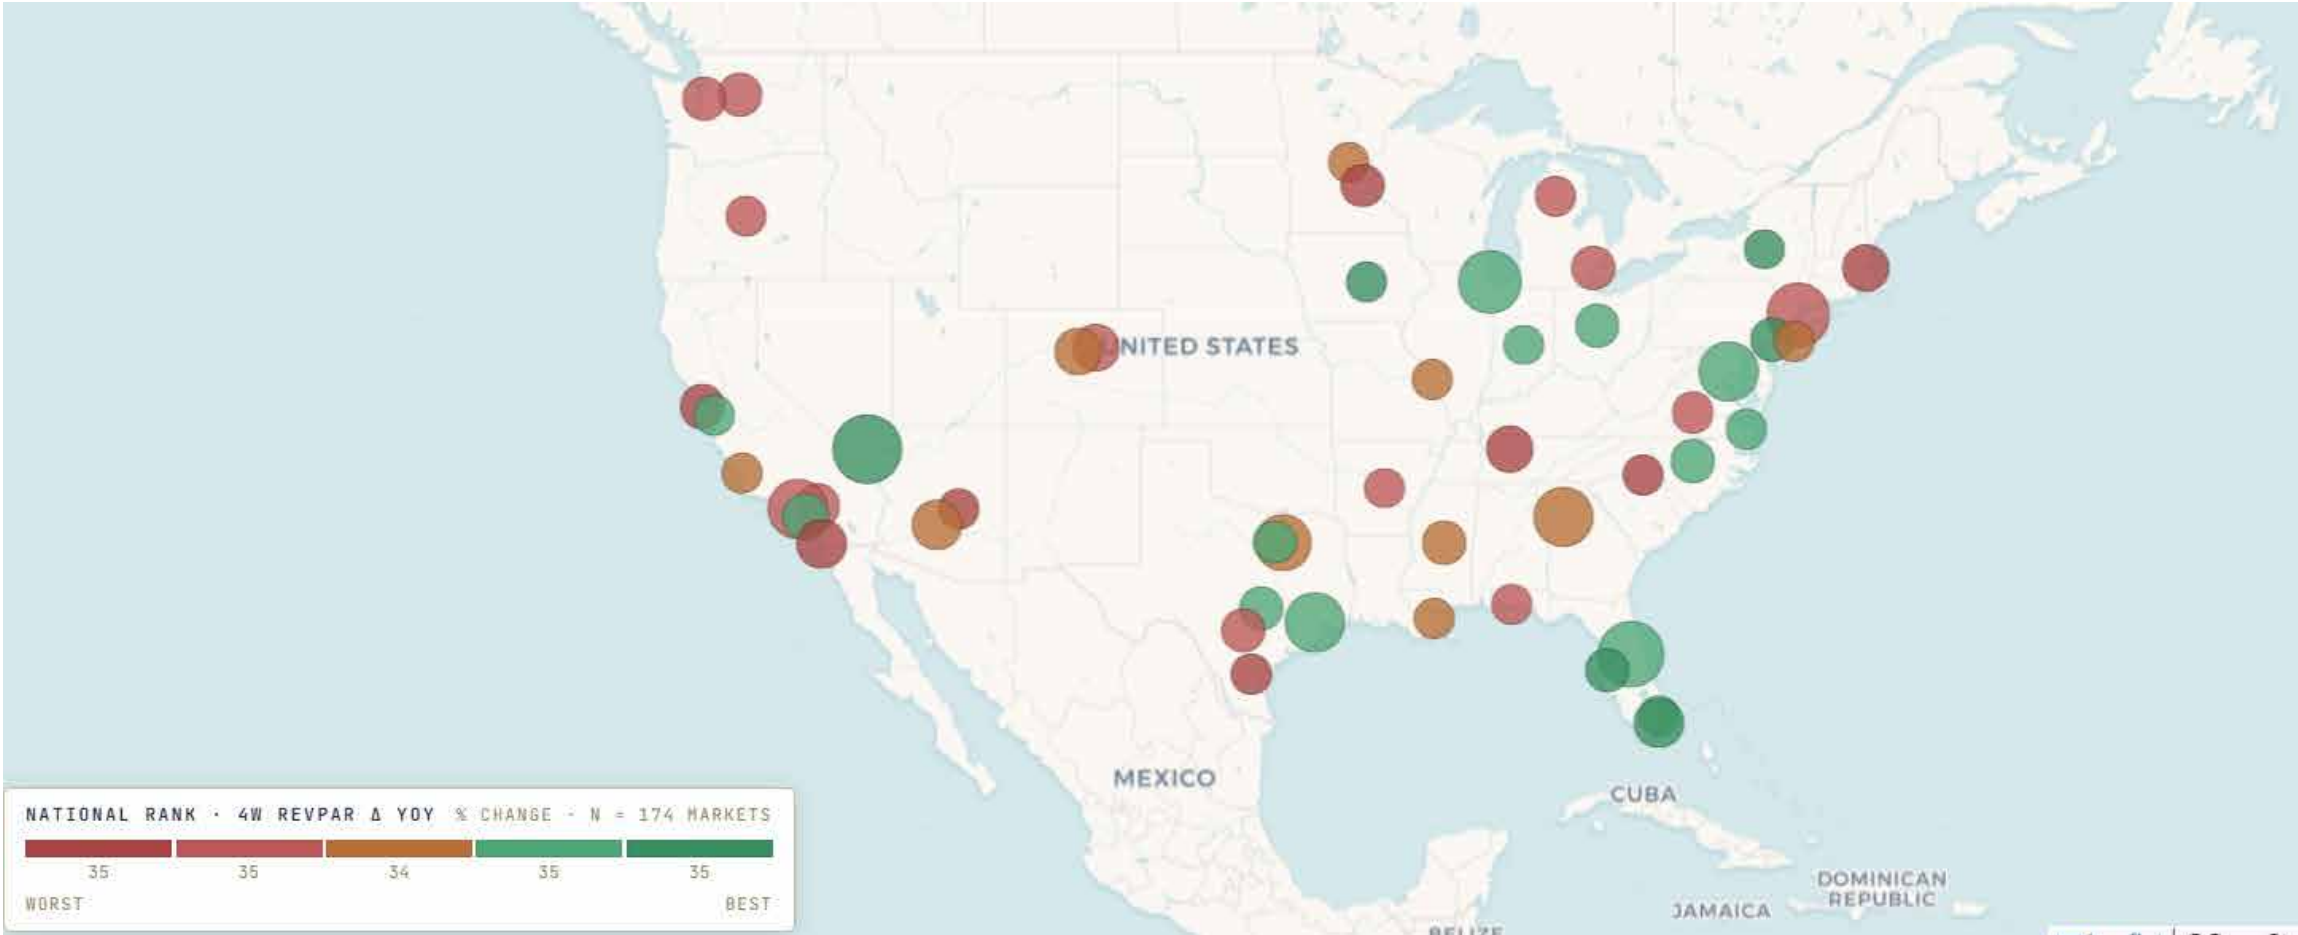 UNITED STATES
MEXICO
CUBA
DOMINICAN
REPUBLIC
JAMAICA
BELIZE
NATIONAL RANK · 4W REVPAR Δ YOY % CHANGE · N = 174 MARKETS
35 35 34 35 35
WORST BEST